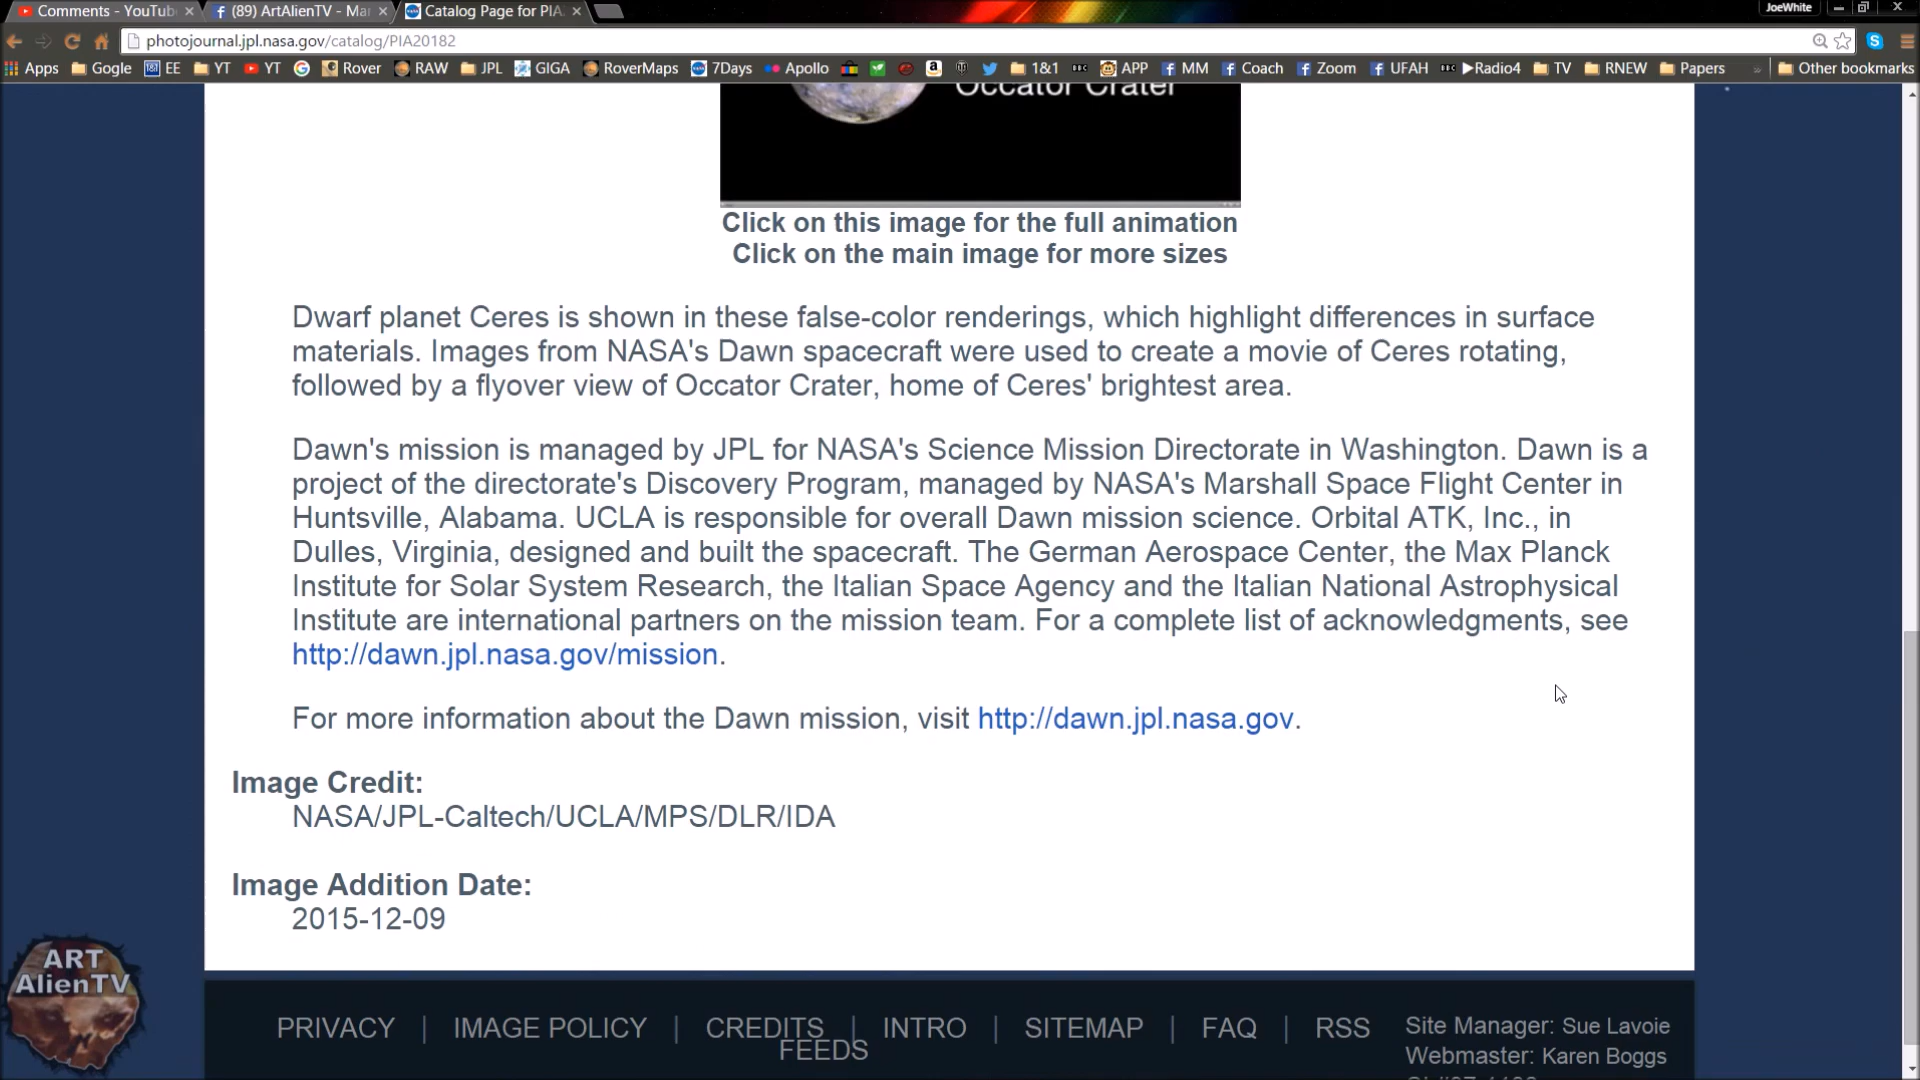 Comments - YouTub
(89) ArtAlienTV - Mar
Catalog Page for PIA
JoeWhite
photojournal.jpl.nasa.gov/catalog/PIA20182
Apps Gogle EE YT YT Rover RAW JPL GIGA RoverMaps 7Days Apollo 1&1 APP MM Coach Zoom UFAH ▶Radio4 TV RNEW Papers » Other bookmarks
Occator Crater
Click on this image for the full animation
Click on the main image for more sizes
Dwarf planet Ceres is shown in these false-color renderings, which highlight differences in surface
materials. Images from NASA's Dawn spacecraft were used to create a movie of Ceres rotating,
followed by a flyover view of Occator Crater, home of Ceres' brightest area.
Dawn's mission is managed by JPL for NASA's Science Mission Directorate in Washington. Dawn is a
project of the directorate's Discovery Program, managed by NASA's Marshall Space Flight Center in
Huntsville, Alabama. UCLA is responsible for overall Dawn mission science. Orbital ATK, Inc., in
Dulles, Virginia, designed and built the spacecraft. The German Aerospace Center, the Max Planck
Institute for Solar System Research, the Italian Space Agency and the Italian National Astrophysical
Institute are international partners on the mission team. For a complete list of acknowledgments, see
http://dawn.jpl.nasa.gov/mission.
For more information about the Dawn mission, visit http://dawn.jpl.nasa.gov.
Image Credit:
NASA/JPL-Caltech/UCLA/MPS/DLR/IDA
Image Addition Date:
2015-12-09
ART
AlienTV
PRIVACY | IMAGE POLICY | CREDITS | INTRO | SITEMAP | FAQ | RSS
FEEDS
Site Manager: Sue Lavoie
Webmaster: Karen Boggs